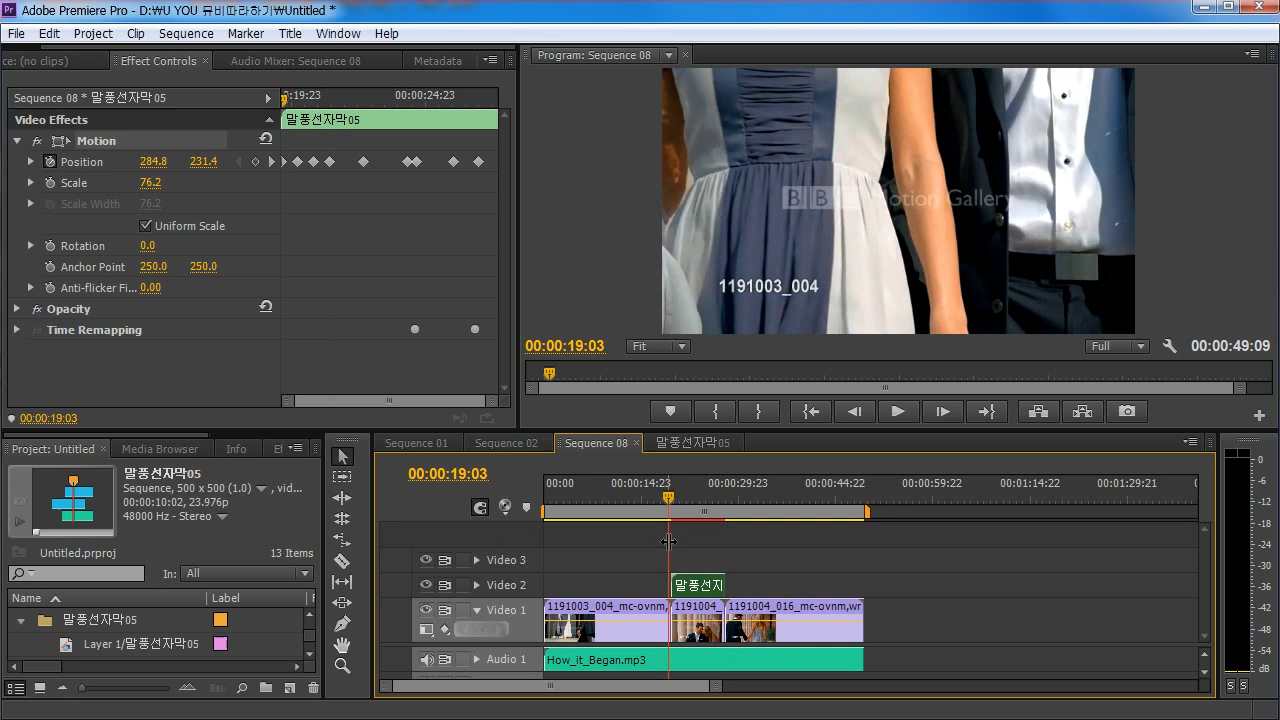 Adobe Premiere Pro - D:₩U YOU 뮤비따라하기₩Untitled *
File Edit Project Clip Sequence Marker Title Window Help
ce: (no clips) Effect Controls Audio Mixer: Sequence 08 Metadata
Program: Sequence 08
Sequence 08 * 말풍선자막05
:19:23 00:00:24:23
Video Effects
말풍선자막05
fx Motion
Position 284.8 231.4
Scale 76.2
Scale Width 76.2
Uniform Scale
Rotation 0.0
Anchor Point 250.0 250.0
Anti-flicker Fi... 0.00
fx Opacity
fx Time Remapping
00:00:19:03
BB Motion Gallery
1191003_004
00:00:19:03 Fit Full 00:00:49:09
Project: Untitled Media Browser Info
말풍선자막05
Sequence, 500 x 500 (1.0) , vid...
00:00:10:02, 23.976p
48000 Hz - Stereo
Untitled.prproj 13 Items
In: All
Name Label
말풍선자막05
Layer 1/말풍선자막05
Sequence 01 Sequence 02 Sequence 08 말풍선자막05
00:00:19:03
00:00 00:00:14:23 00:00:29:23 00:00:44:22 00:00:59:22 00:01:14:22 00:01:29:21
Video 3
Video 2 말풍선지
Video 1 1191003_004_mc-ovnm, 1191004_ 1191004_016_mc-ovnm,wr
Audio 1 How_it_Began.mp3
0
-6
-12
-18
-24
-30
-36
-42
-48
-54
dB
S S